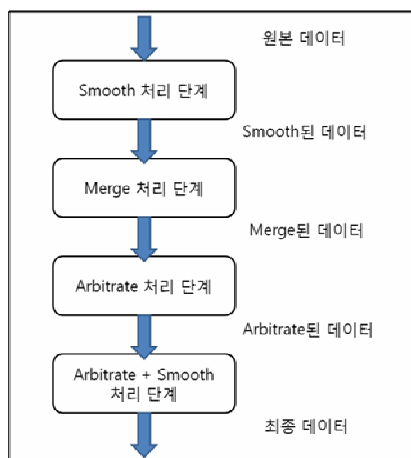 원본 데이터
Smooth 처리 단계
Smooth된 데이터
Merge 처리 단계
Merge된 데이터
Arbitrate 처리 단계
Arbitrate된 데이터
Arbitrate + Smooth
처리 단계
최종 데이터